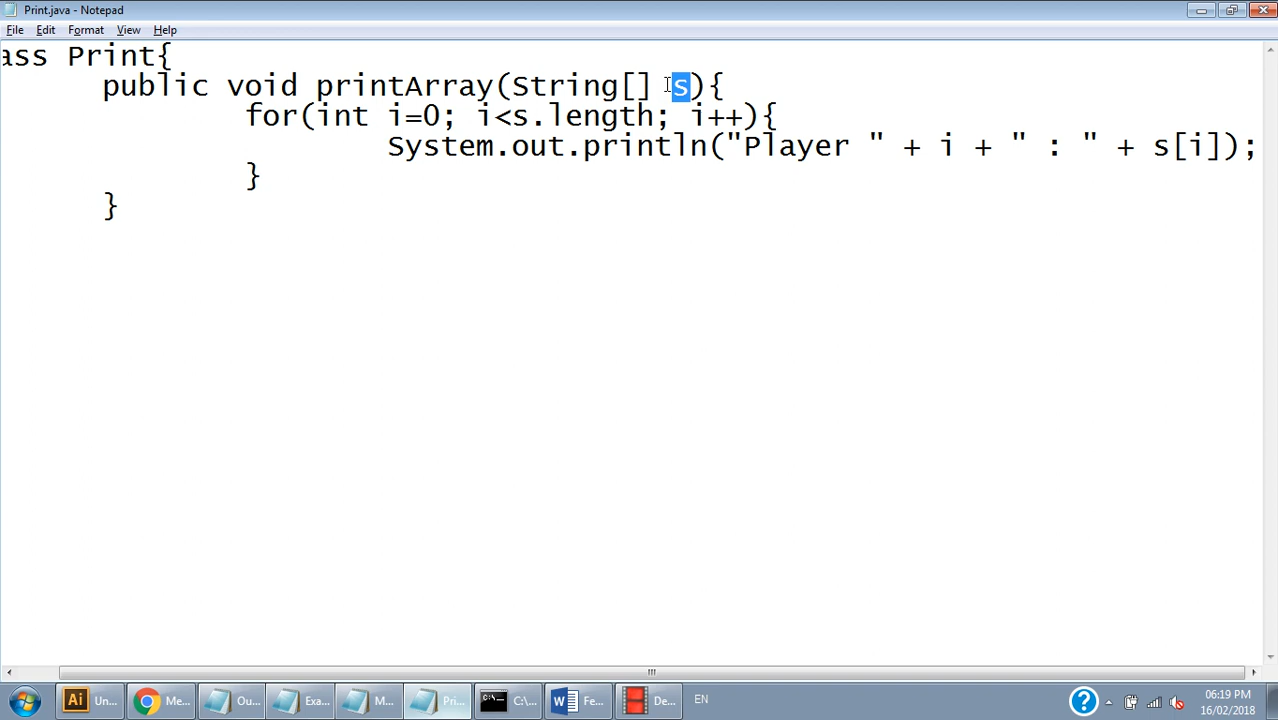 Print.java - Notepad
File Edit Format View Help
ass Print{
public void printArray(String[] s){
for(int i=0; i<s.length; i++){
System.out.println("Player " + i + " : " + s[i]);
}
}
Ai Un... Me... Ou... Exa... M... Pri... C:\... Fe... De... EN
06:19 PM
16/02/2018